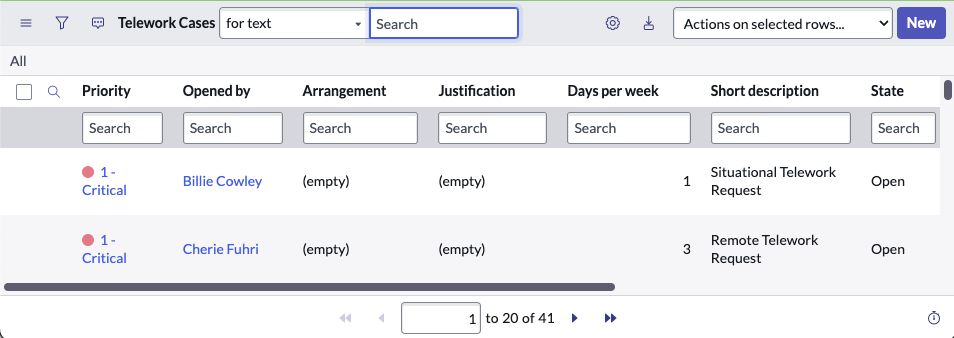 Telework Cases for text Search Actions on selected rows... New
All
Priority Opened by Arrangement Justification Days per week Short description State
Search Search Search Search Search Search Search
1 - Critical Billie Cowley (empty) (empty) 1 Situational Telework Request Open
1 - Critical Cherie Fuhri (empty) (empty) 3 Remote Telework Request Open
1 to 20 of 41